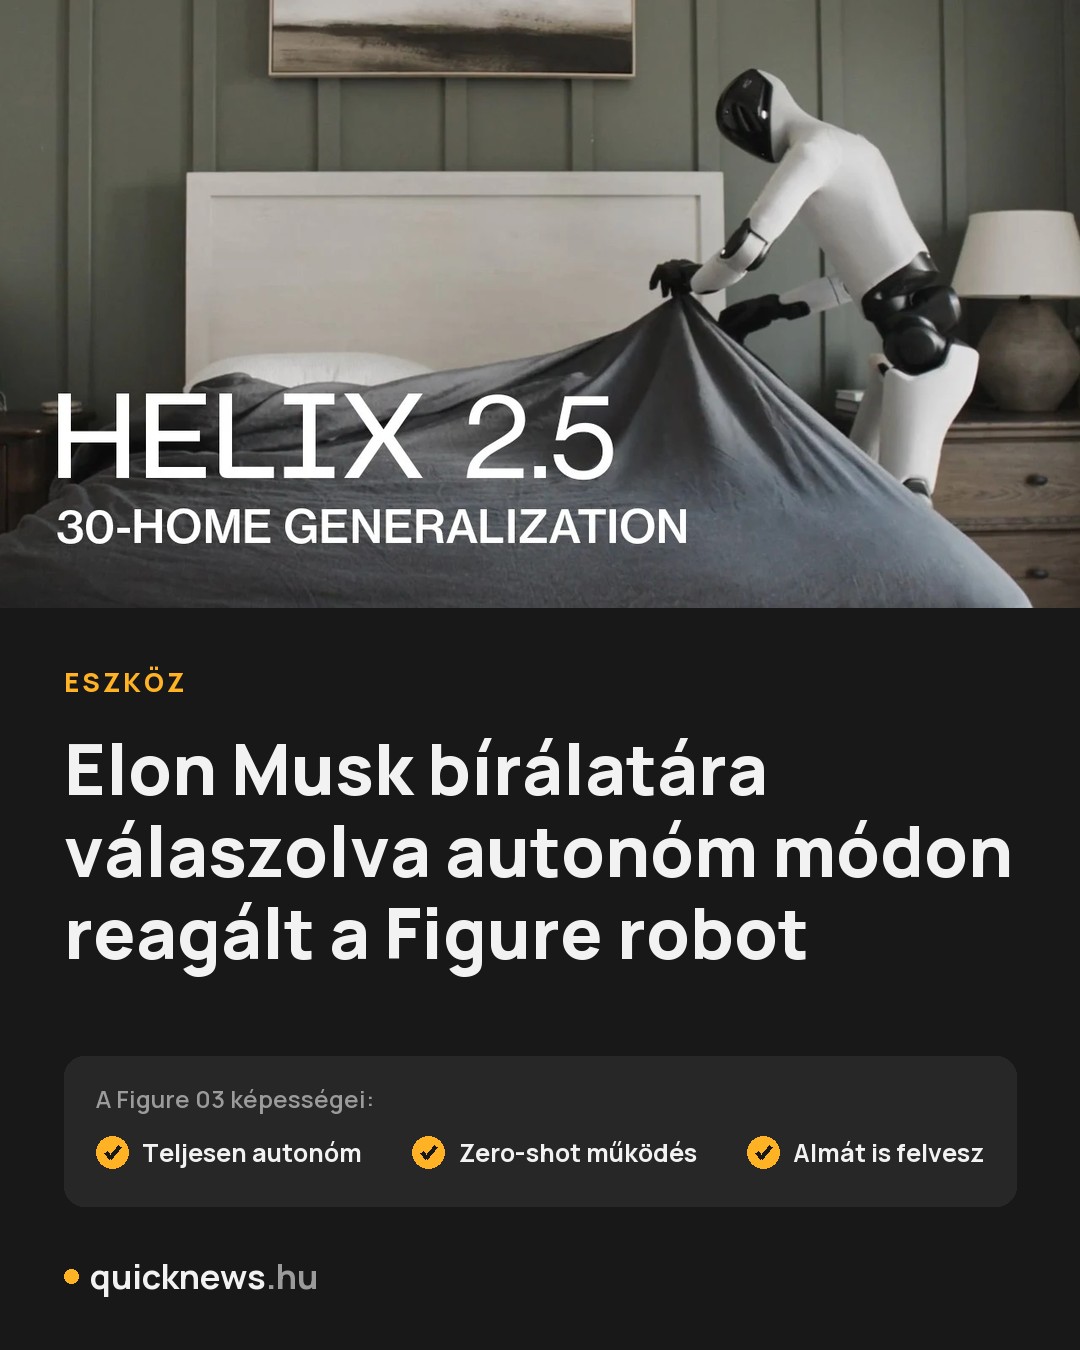 HELIX 2.5
30-HOME GENERALIZATION
ESZKÖZ
Elon Musk bírálatára
válaszolva autonóm módon
reagált a Figure robot
A Figure 03 képességei:
Teljesen autonóm
Zero-shot működés
Almát is felvesz
quicknews.hu